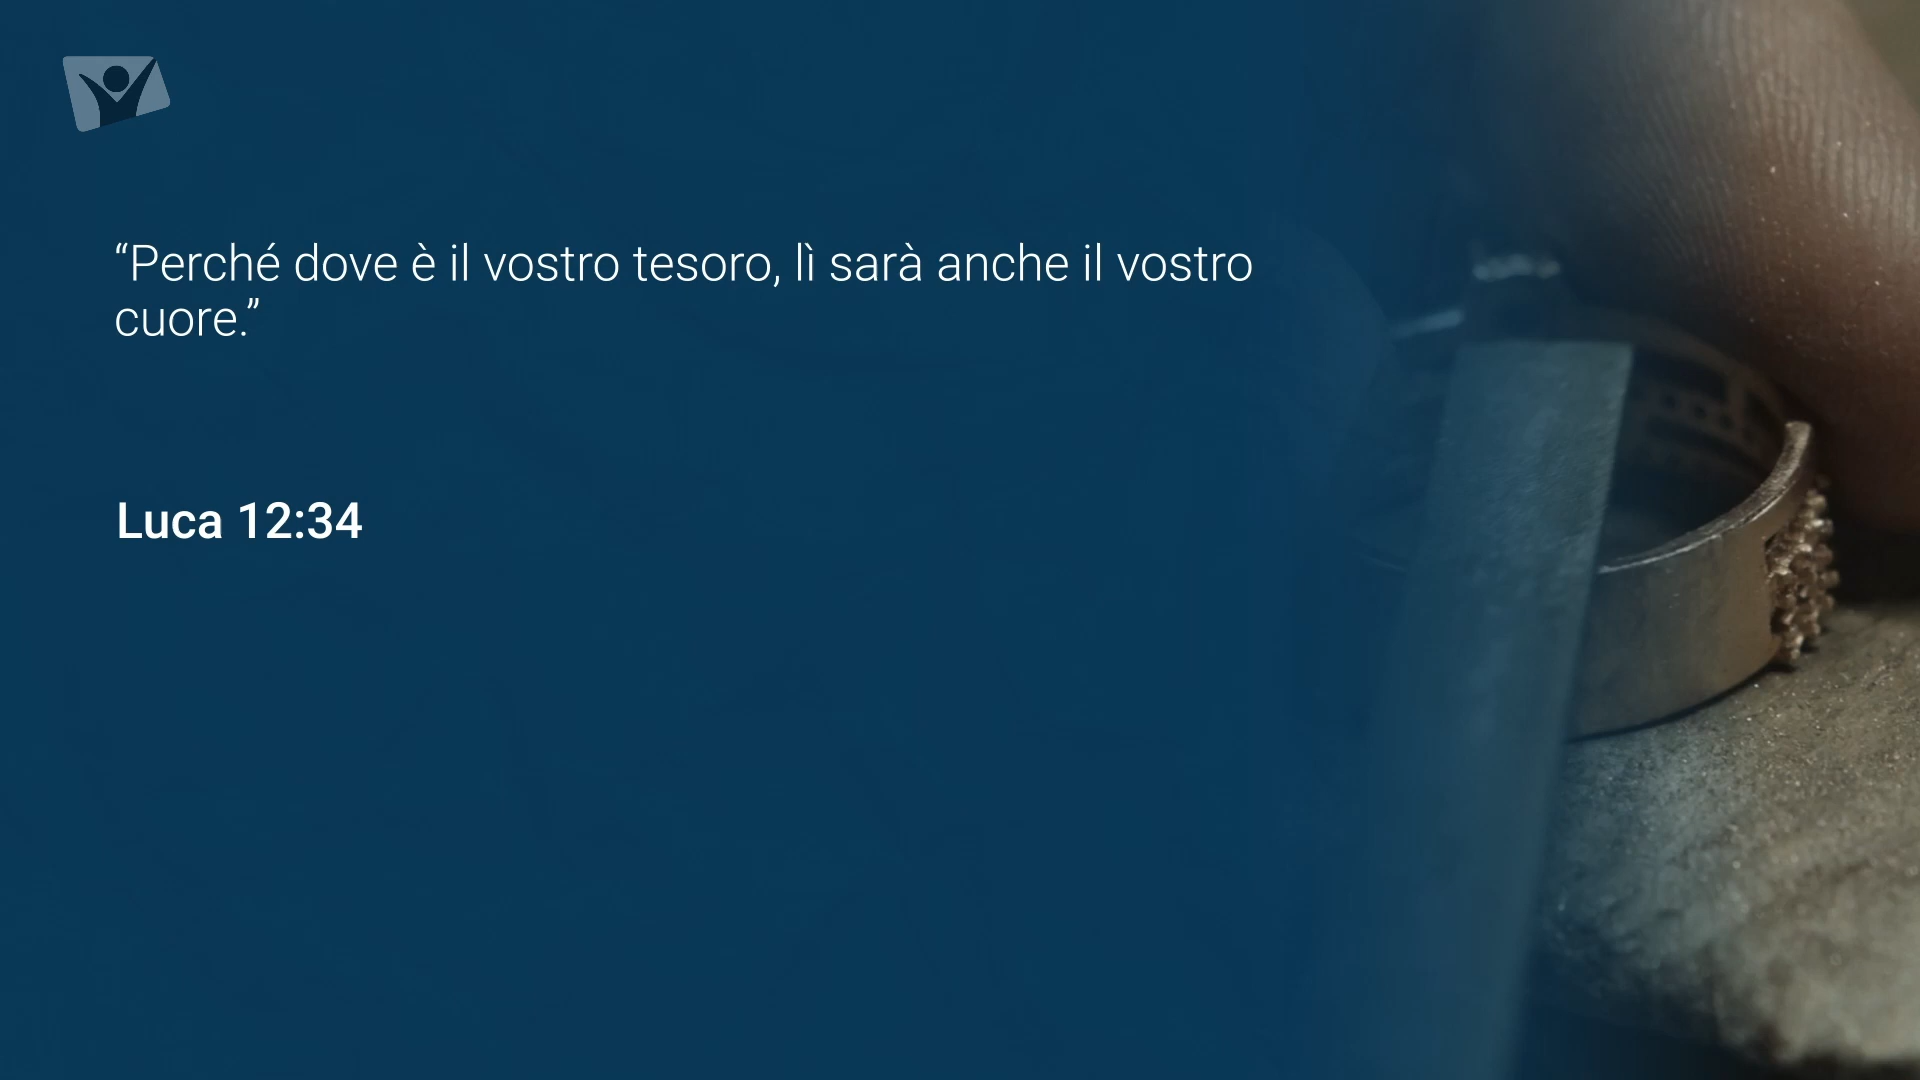 “Perché dove è il vostro tesoro, lì sarà anche il vostro
cuore.”
Luca 12:34